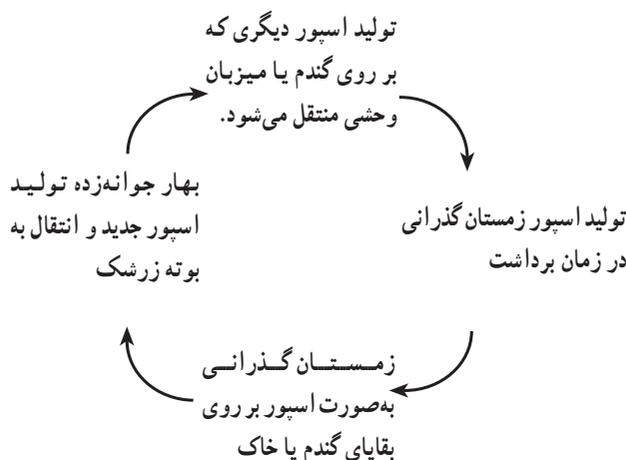 تولید اسپور دیگری که
بر روی گندم یا میزبان
وحشی منتقل می‌شود.
تولید اسپور زمستان گذرانی
در زمان برداشت
زمستان گذرانی
به‌صورت اسپور بر روی
بقایای گندم یا خاک
بهار جوانه‌زده تولید
اسپور جدید و انتقال به
بوته زرشک